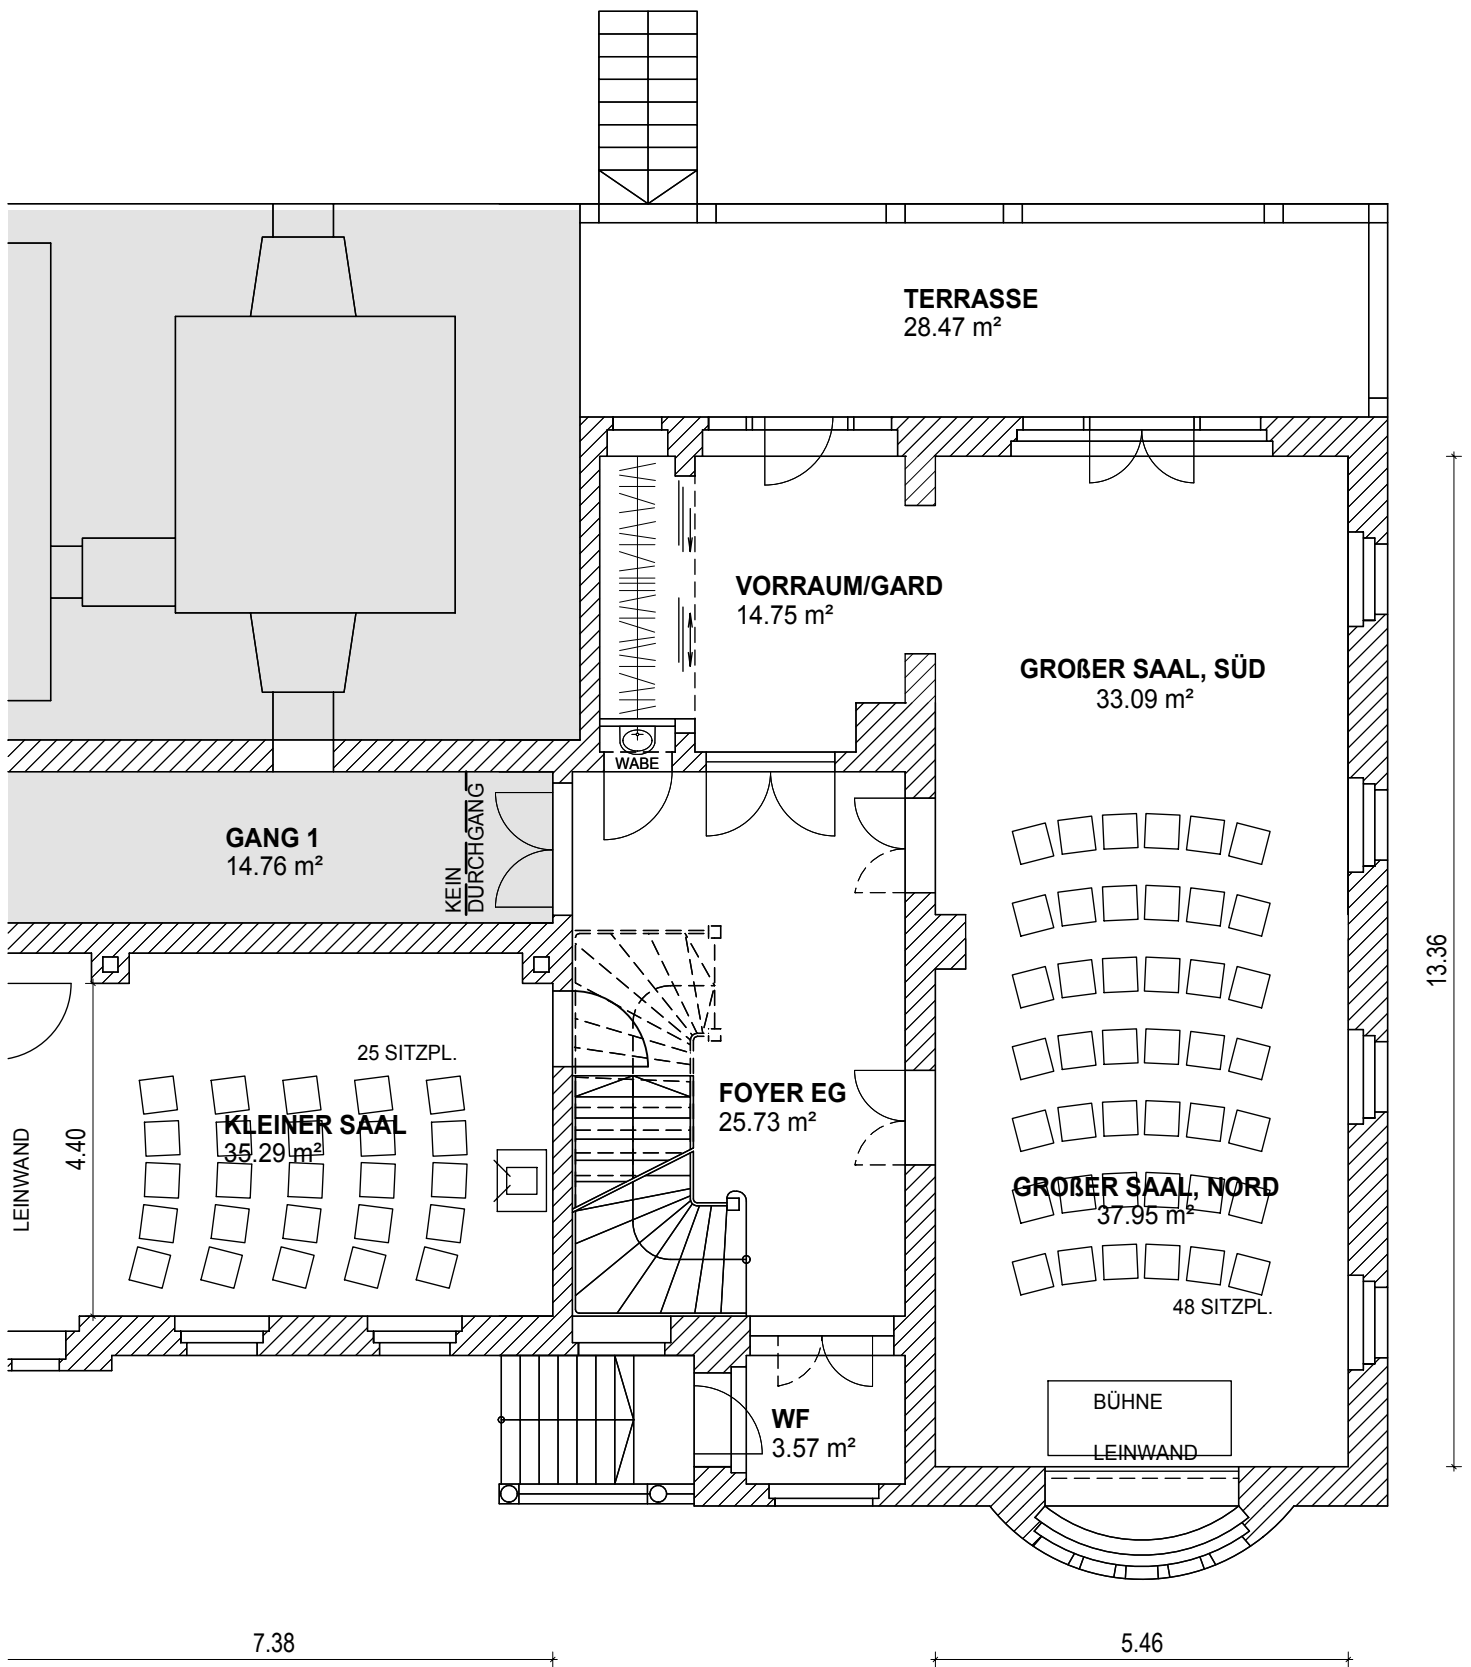 TERRASSE
28.47 m²
VORRAUM/GARD
14.75 m²
GROßER SAAL, SÜD
33.09 m²
WABE
GANG 1
14.76 m²
KEIN
DURCHGANG
13.36
25 SITZPL.
KLEINER SAAL
35.29 m²
4.40
LEINWAND
FOYER EG
25.73 m²
GROßER SAAL, NORD
37.95 m²
48 SITZPL.
BÜHNE
LEINWAND
WF
3.57 m²
7.38
5.46